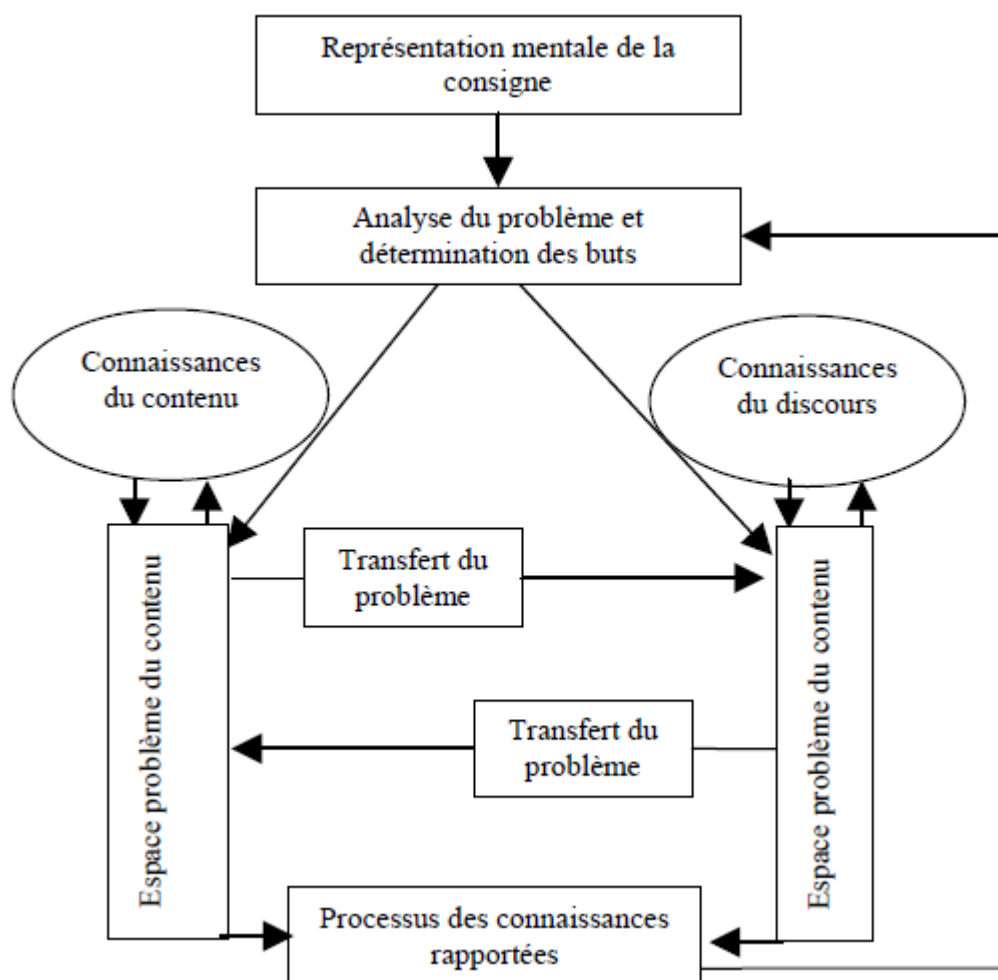 Représentation mentale de la
consigne
Analyse du problème et
détermination des buts
Connaissances
du contenu
Connaissances
du discours
Espace problème du contenu
Transfert du
problème
Espace problème du contenu
Transfert du
problème
Processus des connaissances
rapportées